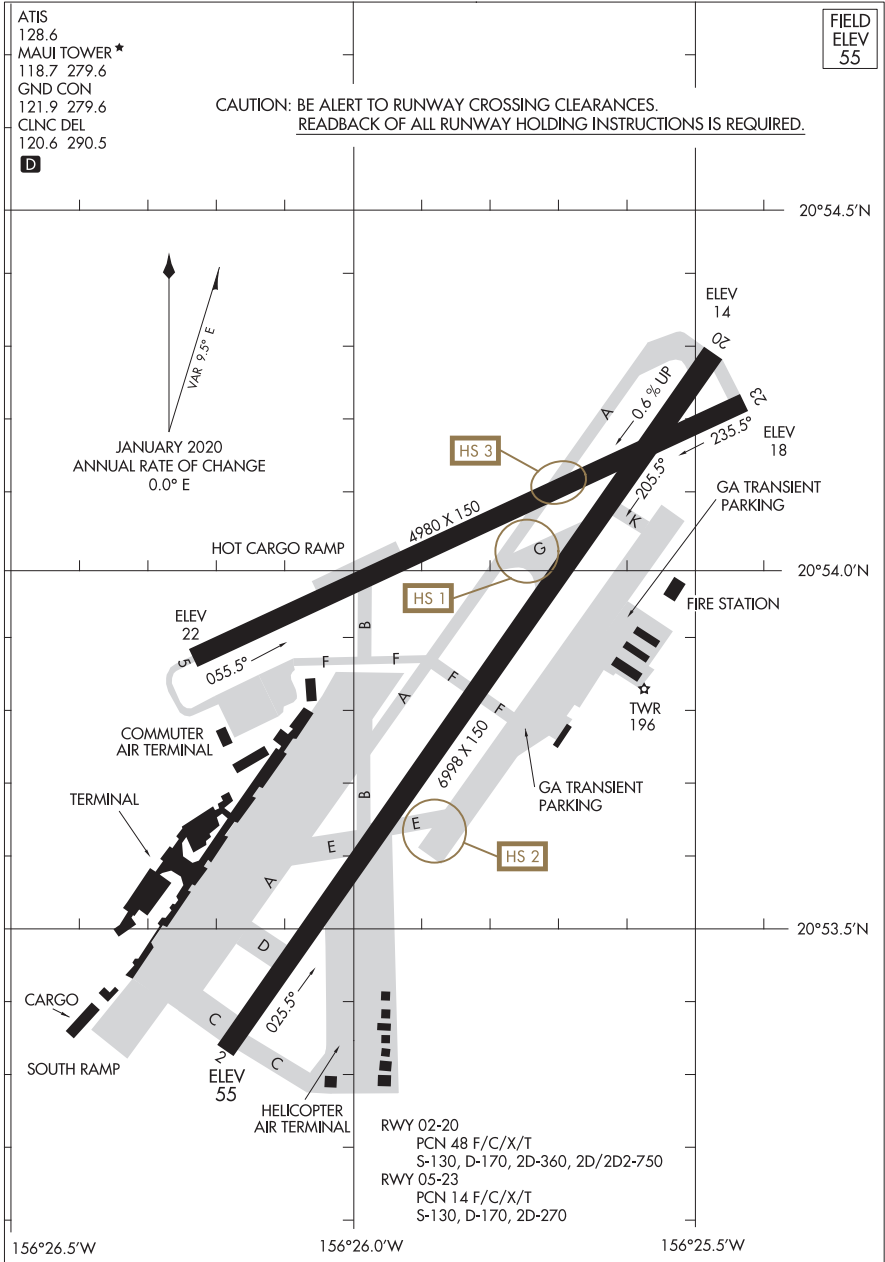 ATIS
128.6
MAUI TOWER
118.7 279.6
GND CON
121.9 279.6
CLNC DEL
120.6 290.5
D
FIELD
ELEV
55
CAUTION: BE ALERT TO RUNWAY CROSSING CLEARANCES.
READBACK OF ALL RUNWAY HOLDING INSTRUCTIONS IS REQUIRED.
20°54.5'N
VAR 9.5° E
JANUARY 2020
ANNUAL RATE OF CHANGE
0.0° E
ELEV
14
20
23
A
0.6 % UP
235.5°
ELEV
18
HS 3
205.5°
GA TRANSIENT
PARKING
K
4980 X 150
HOT CARGO RAMP
G
20°54.0'N
HS 1
FIRE STATION
ELEV
22
B
5
055.5°
F
F
F
F
A
TWR
196
COMMUTER
AIR TERMINAL
6998 X 150
GA TRANSIENT
PARKING
TERMINAL
B
E
E
HS 2
A
20°53.5'N
D
025.5°
CARGO
C
C
SOUTH RAMP
2
ELEV
55
HELICOPTER
AIR TERMINAL
RWY 02-20
PCN 48 F/C/X/T
S-130, D-170, 2D-360, 2D/2D2-750
RWY 05-23
PCN 14 F/C/X/T
S-130, D-170, 2D-270
156°26.5'W
156°26.0'W
156°25.5'W